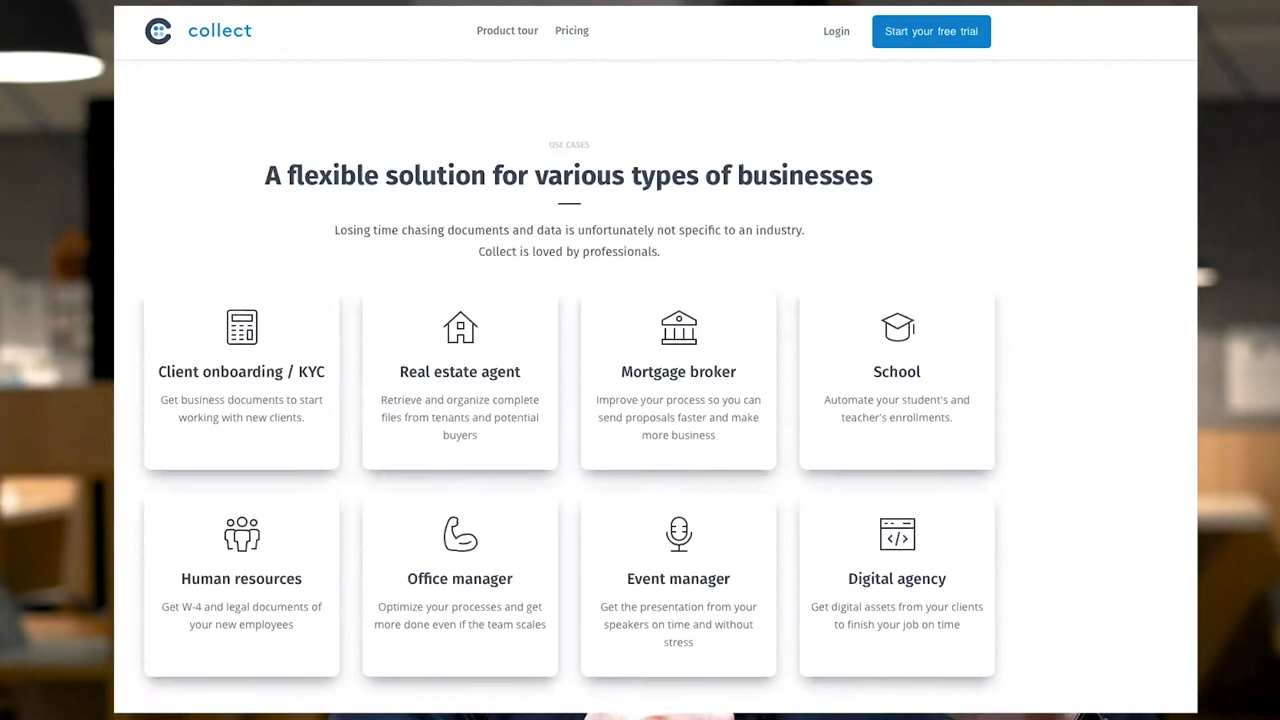 collect
Product tour
Pricing
Login
Start your free trial
USE CASES
A flexible solution for various types of businesses
Losing time chasing documents and data is unfortunately not specific to an industry.
Collect is loved by professionals.
Client onboarding / KYC
Get business documents to start
working with new clients.
Real estate agent
Retrieve and organize complete
files from tenants and potential
buyers
Mortgage broker
Improve your process so you can
send proposals faster and make
more business
School
Automate your student's and
teacher's enrollments.
Human resources
Get W-4 and legal documents of
your new employees
Office manager
Optimize your processes and get
more done even if the team scales
Event manager
Get the presentation from your
speakers on time and without
stress
Digital agency
Get digital assets from your clients
to finish your job on time